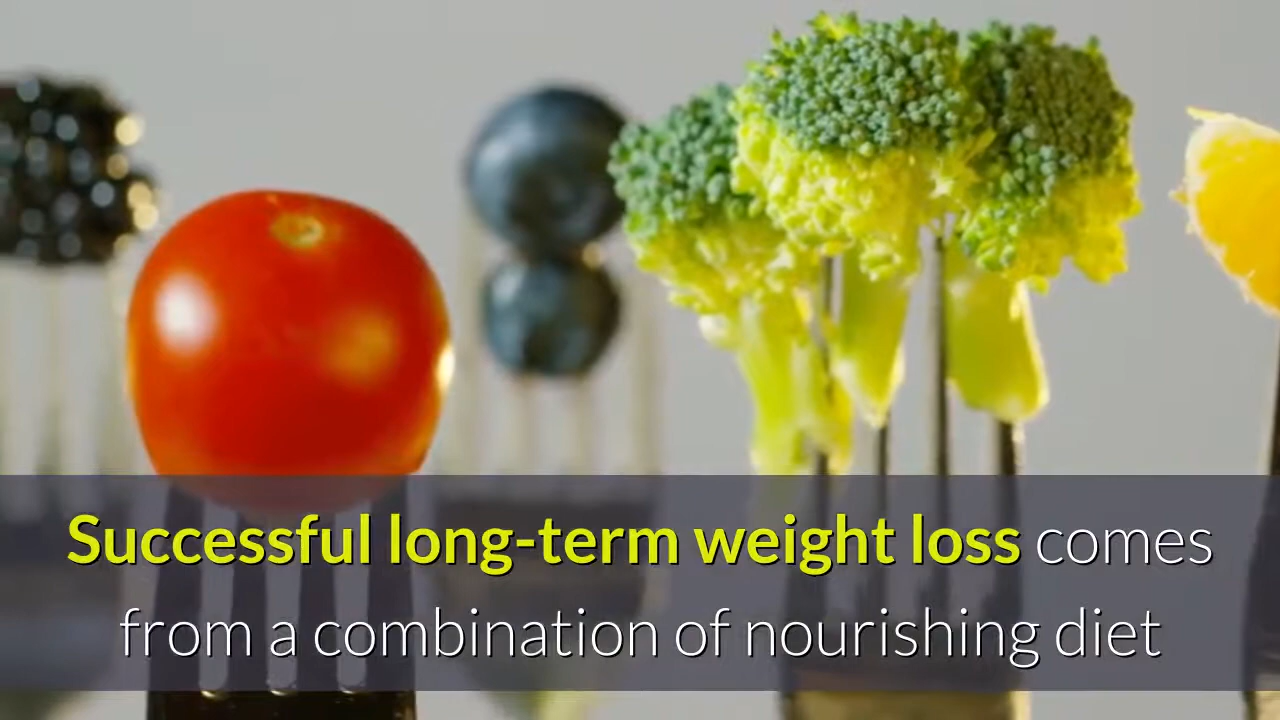 Successful long-term weight loss comes
from a combination of nourishing diet